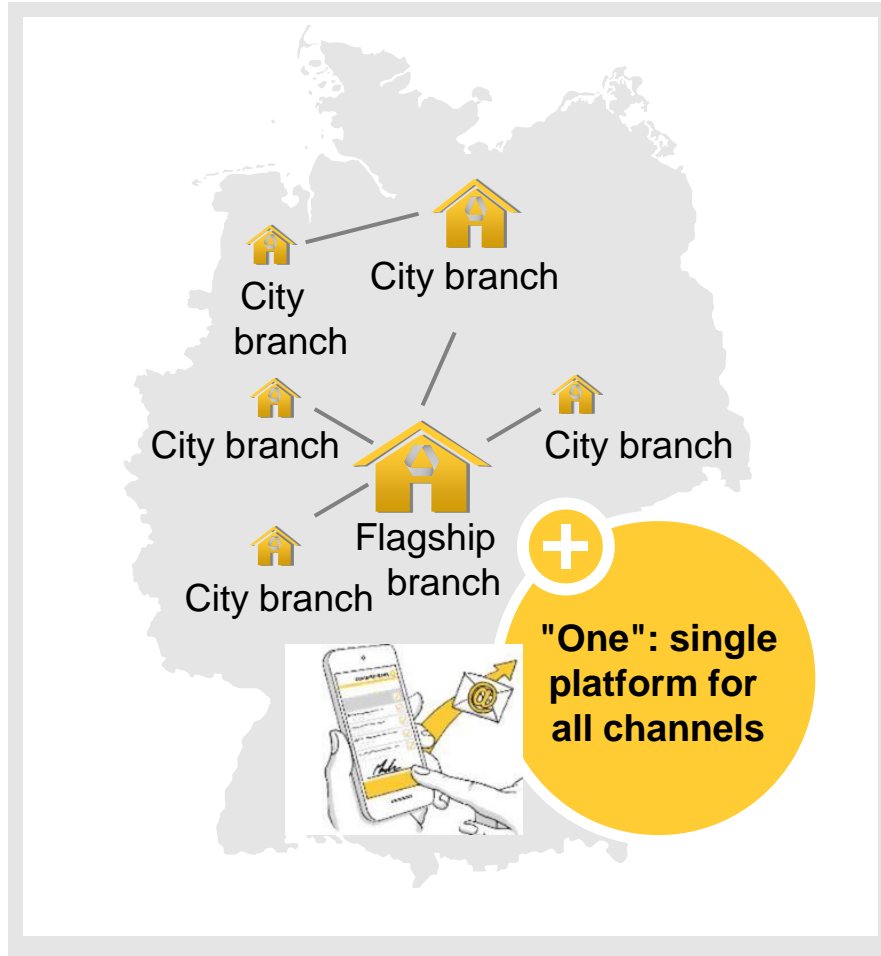 City branch
City
branch
City branch
City branch
Flagship
branch
City branch
"One": single
platform for
all channels
@